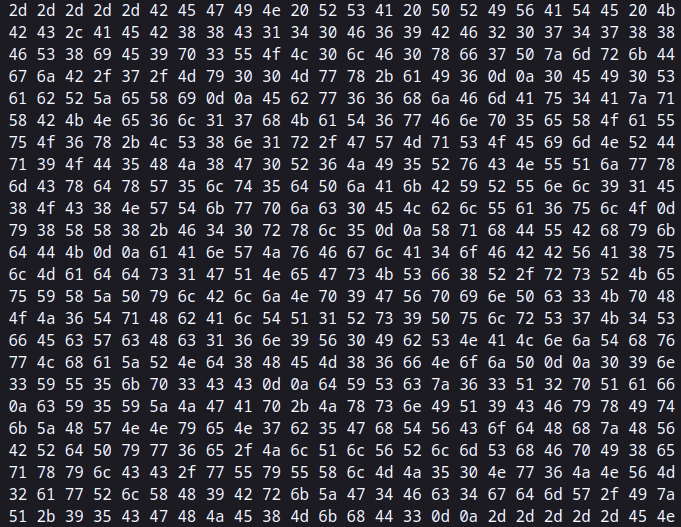 2d 2d 2d 2d 2d 42 45 47 49 4e 20 52 53 41 20 50 52 49 56 41 54 45 20 4b
42 43 2c 41 45 42 38 38 43 31 34 30 46 36 39 42 46 32 30 37 34 37 38 38
46 53 38 69 45 39 70 33 55 4f 4c 30 6c 46 30 78 66 37 50 7a 6d 72 6b 44
67 6a 42 2f 37 2f 4d 79 30 30 4d 77 78 2b 61 49 36 0d 0a 30 45 49 30 53
61 62 52 5a 65 58 69 0d 0a 45 62 77 36 36 68 6a 46 6d 41 75 34 41 7a 71
58 42 4b 4e 65 36 6c 31 37 68 4b 61 54 36 77 46 6e 70 35 65 58 4f 61 55
75 4f 36 78 2b 4c 53 38 6e 31 72 2f 47 57 4d 71 53 4f 45 69 6d 4e 52 44
71 39 4f 44 35 48 4a 38 47 30 52 36 4a 49 35 52 76 43 4e 55 51 6a 77 78
6d 43 78 64 78 57 35 6c 74 35 64 50 6a 41 6b 42 59 52 55 6e 6c 39 31 45
38 4f 43 38 4e 57 54 6b 77 70 6a 63 30 45 4c 62 6c 55 61 36 75 6c 4f 0d
79 38 58 58 38 2b 46 34 30 72 78 6c 35 0d 0a 58 71 68 44 55 42 68 79 6b
64 44 4b 0d 0a 61 41 6e 57 4a 76 46 67 6c 41 34 6f 46 42 42 56 41 38 75
6c 4d 61 64 64 73 31 47 51 4e 65 47 73 4b 53 66 38 52 2f 72 73 52 4b 65
75 59 58 5a 50 79 6c 42 6c 6a 4e 70 39 47 56 70 69 6e 50 63 33 4b 70 48
4f 4a 36 54 71 48 62 41 6c 54 51 31 52 73 39 50 75 6c 72 53 37 4b 34 53
66 45 63 57 63 48 63 31 36 6e 39 56 30 49 62 53 4e 41 4c 6e 6a 54 68 76
77 4c 68 61 5a 52 4e 64 38 48 45 4d 38 36 66 4e 6f 6a 50 0d 0a 30 39 6e
33 59 55 35 6b 70 33 43 43 0d 0a 64 59 53 63 7a 36 33 51 32 70 51 61 66
0a 63 59 35 59 5a 4a 47 41 70 2b 4a 78 73 6e 49 51 39 43 46 79 78 49 74
6b 5a 48 57 4e 4e 79 65 4e 37 62 35 47 68 54 56 43 6f 64 48 68 7a 48 56
42 52 64 50 79 77 36 65 2f 4a 6c 51 6c 56 52 6c 6d 53 68 46 70 49 38 65
71 78 79 6c 43 43 2f 77 55 79 55 58 6c 4d 4a 35 30 4e 77 36 4a 4e 56 4d
32 61 77 52 6c 58 48 39 42 72 6b 5a 47 34 46 63 34 67 64 6d 57 2f 49 7a
51 2b 39 35 43 47 48 4a 45 38 4d 6b 68 44 33 0d 0a 2d 2d 2d 2d 2d 45 4e